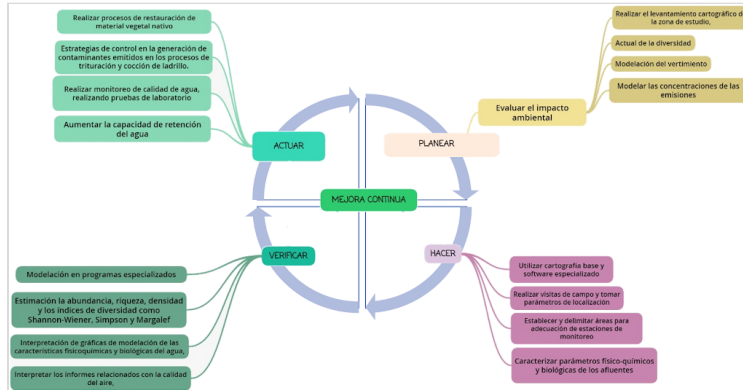 Realizar procesos de restauración de
material vegetal nativo
Estrategias de control en la generación de
contaminantes emitidos en los procesos de
trituración y cocción de ladrillo.
Realizar monitoreo de calidad de agua,
realizando pruebas de laboratorio
Aumentar la capacidad de retención
del agua
ACTUAR
Realizar el levantamiento cartográfico de
la zona de estudio,
Actual de la diversidad
Modelación del vertimiento
Modelar las concentraciones de las
emisiones
Evaluar el impacto
ambiental
PLANEAR
MEJORA CONTINUA
VERIFICAR
Modelación en programas especializados
Estimación la abundancia, riqueza, densidad
y los índices de diversidad como
Shannon-Wiener, Simpson y Margalef
Interpretación de gráficas de modelación de las
características fisicoquímicas y biológicas del agua,
Interpretar los informes relacionados con la calidad
del aire,
HACER
Utilizar cartografía base y
software especializado
Realizar visitas de campo y tomar
parámetros de localización
Establecer y delimitar áreas para
adecuación de estaciones de
monitoreo
Caracterizar parámetros físico-químicos
y biológicos de los afluentes